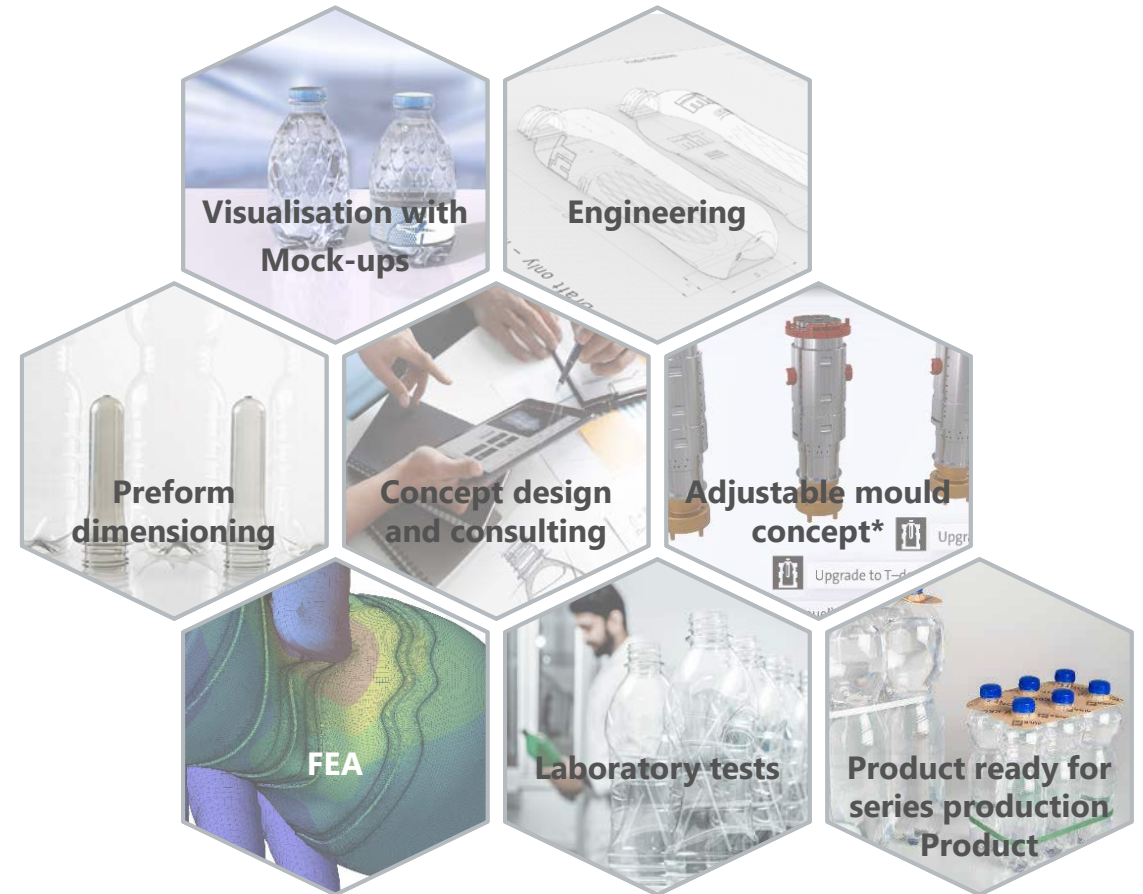 Visualisation with
Mock-ups
Engineering
Preform
dimensioning
Concept design
and consulting
Adjustable mould
concept*
Upgrade to T-d
FEA
Laboratory tests
Product ready for
series production
Product